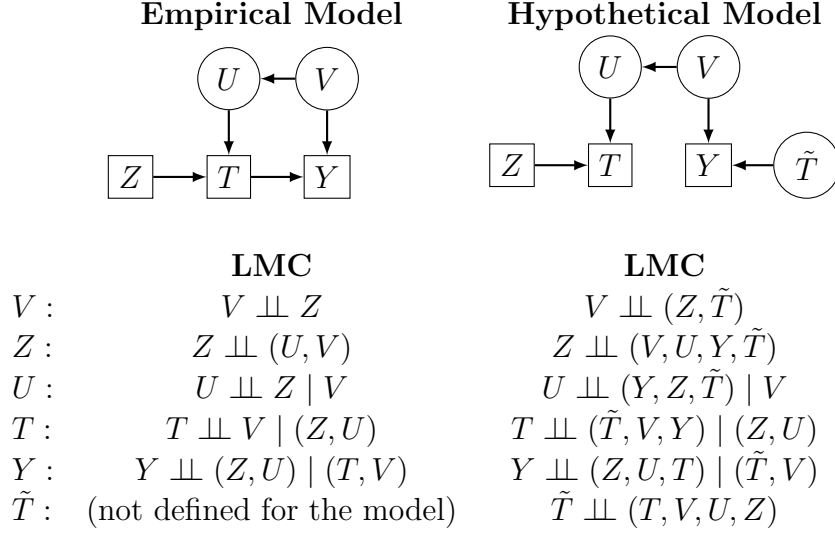 Empirical Model Hypothetical Model
U V U V
Z T Y Z T Y T̃
LMC LMC
V : V ⫫ Z V ⫫ (Z, T̃)
Z : Z ⫫ (U, V) Z ⫫ (V, U, Y, T̃)
U : U ⫫ Z | V U ⫫ (Y, Z, T̃) | V
T : T ⫫ V | (Z, U) T ⫫ (T̃, V, Y) | (Z, U)
Y : Y ⫫ (Z, U) | (T, V) Y ⫫ (Z, U, T) | (T̃, V)
T̃ : (not defined for the model) T̃ ⫫ (T, V, U, Z)